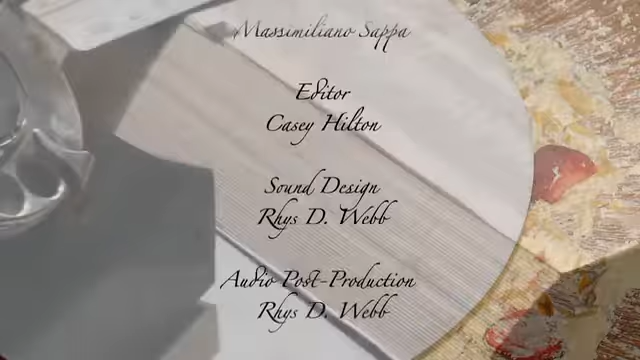 Massimiliano Sappa
Editor
Casey Hilton
Sound Design
Rhys D. Webb
Audio Post-Production
Rhys D. Webb